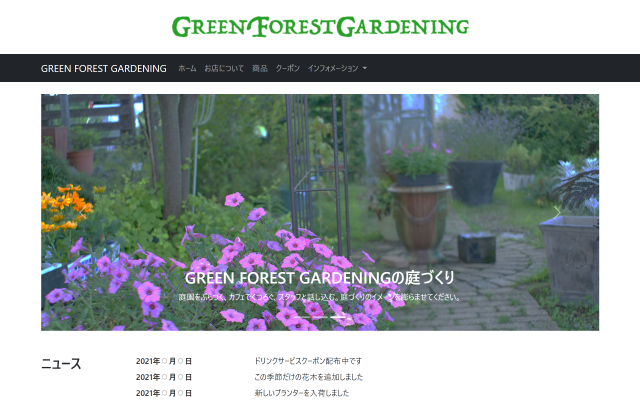 GREENFORESTGARDENING
GREEN FOREST GARDENING ホーム お店について 商品 クーポン インフォメーション
GREEN FOREST GARDENINGの庭づくり
庭園をぶらつく、カフェでくつろぐ、スタッフと話し込む。庭づくりのイメージを膨らませてください。
ニュース
2021年○月○日 ドリンクサービスクーポン配布中です
2021年○月○日 この季節だけの花木を追加しました
2021年○月○日 新しいプランターを入荷しました